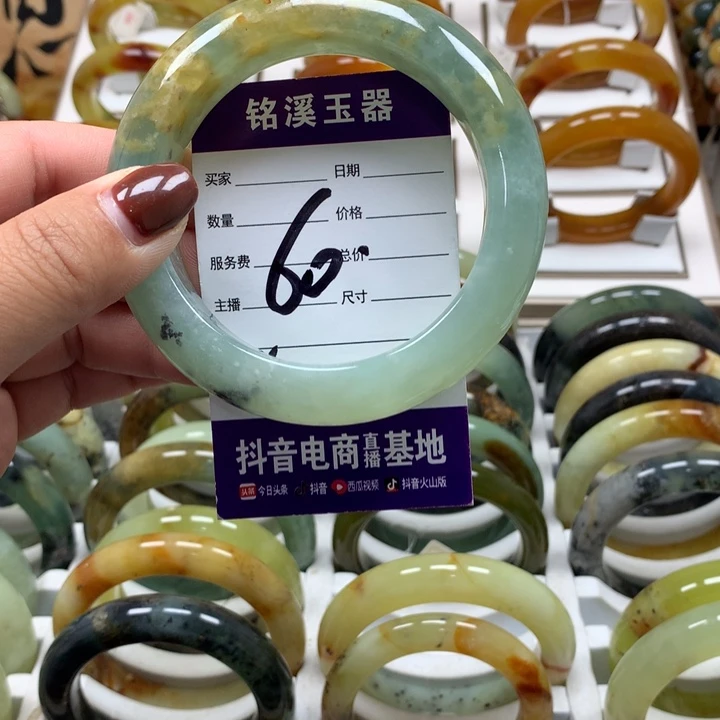 铭溪玉器
买家 日期
数量 价格
服务费 总价
主播 尺寸
60.
抖音电商直播基地
今日头条 抖音 西瓜视频 抖音火山版